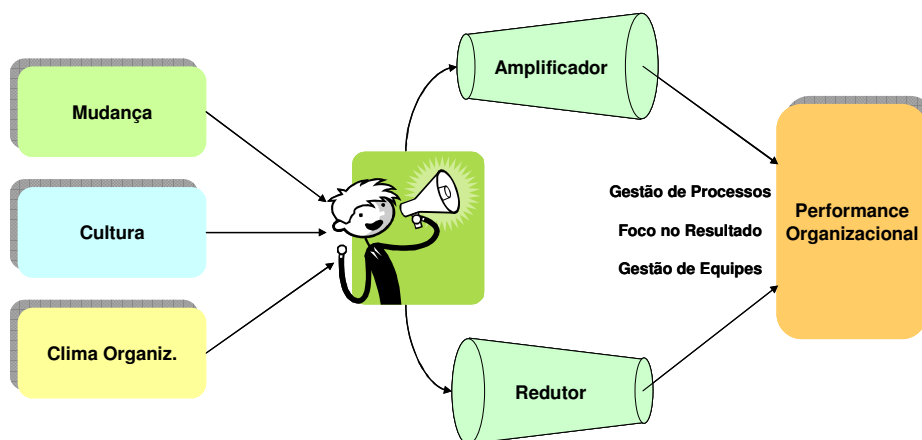 Mudança
Cultura
Clima Organiz.
Amplificador
Redutor
Gestão de Processos
Foco no Resultado
Gestão de Equipes
Performance
Organizacional